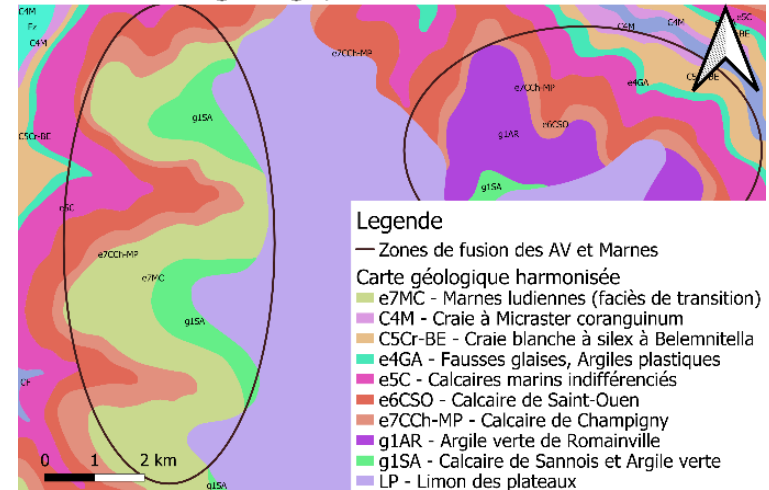 C4M
Fz
C4M
e7CCh-MP
C4M
C4M
e5C
BE
e4GA
C5C
BE
e7CCh-MP
g1SA
g1AR
e6CSO
C5Cr-BE
g1SA
e5C
e7CCh-MP
e7MC
g1SA
CF
g1SA
0 1 2 km
Legende
Zones de fusion des AV et Marnes
Carte géologique harmonisée
e7MC - Marnes ludiennes (faciès de transition)
C4M - Craie à Micraster coranguinum
C5Cr-BE - Craie blanche à silex à Belemnitella
e4GA - Fausses glaises, Argiles plastiques
e5C - Calcaires marins indifférenciés
e6CSO - Calcaire de Saint-Ouen
e7CCh-MP - Calcaire de Champigny
g1AR - Argile verte de Romainville
g1SA - Calcaire de Sannois et Argile verte
LP - Limon des plateaux